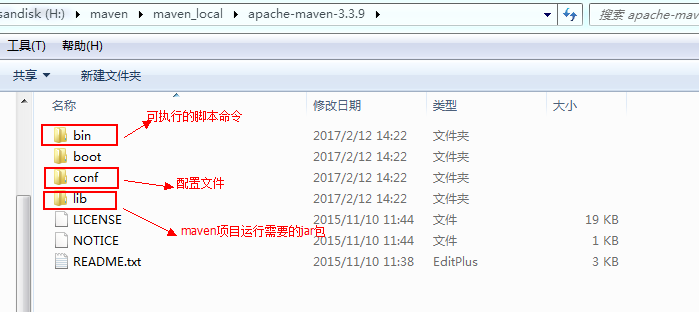 sandisk (H:) ▸ maven ▸ maven_local ▸ apache-maven-3.3.9 ▸
搜索 apache-mave
工具(T) 帮助(H)
共享 新建文件夹
名称 修改日期 类型 大小
可执行的脚本命令
bin 2017/2/12 14:22 文件夹
boot 2017/2/12 14:22 文件夹
conf 2017/2/12 14:22 文件夹
配置文件
lib 2017/2/12 14:22 文件夹
LICENSE 2015/11/10 11:44 文件 19 KB
maven项目运行需要的jar包
NOTICE 2015/11/10 11:44 文件 1 KB
README.txt 2015/11/10 11:38 EditPlus 3 KB